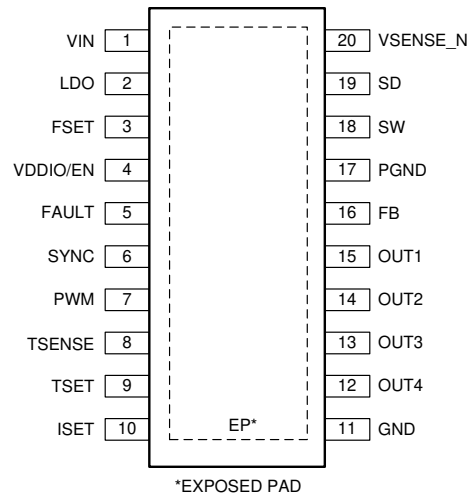 VIN 1 20 VSENSE_N
LDO 2 19 SD
FSET 3 18 SW
VDDIO/EN 4 17 PGND
FAULT 5 16 FB
SYNC 6 15 OUT1
PWM 7 14 OUT2
TSENSE 8 13 OUT3
TSET 9 12 OUT4
ISET 10 EP* 11 GND
*EXPOSED PAD